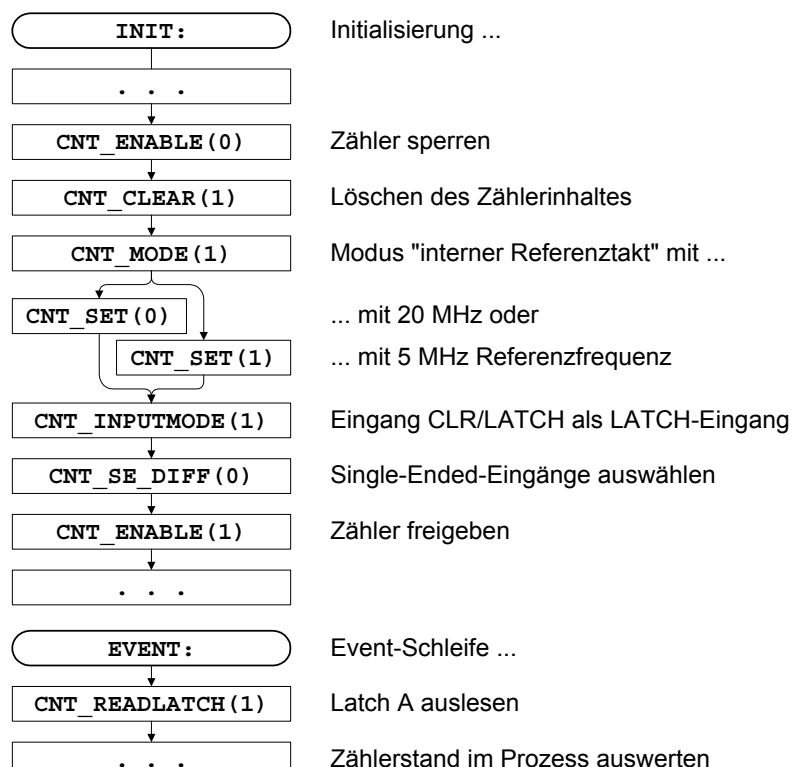 INIT: Initialisierung ...
. . .
CNT_ENABLE(0) Zähler sperren
CNT_CLEAR(1) Löschen des Zählerinhaltes
CNT_MODE(1) Modus "interner Referenztakt" mit ...
CNT_SET(0) ... mit 20 MHz oder
CNT_SET(1) ... mit 5 MHz Referenzfrequenz
CNT_INPUTMODE(1) Eingang CLR/LATCH als LATCH-Eingang
CNT_SE_DIFF(0) Single-Ended-Eingänge auswählen
CNT_ENABLE(1) Zähler freigeben
. . .
EVENT: Event-Schleife ...
CNT_READLATCH(1) Latch A auslesen
. . . Zählerstand im Prozess auswerten